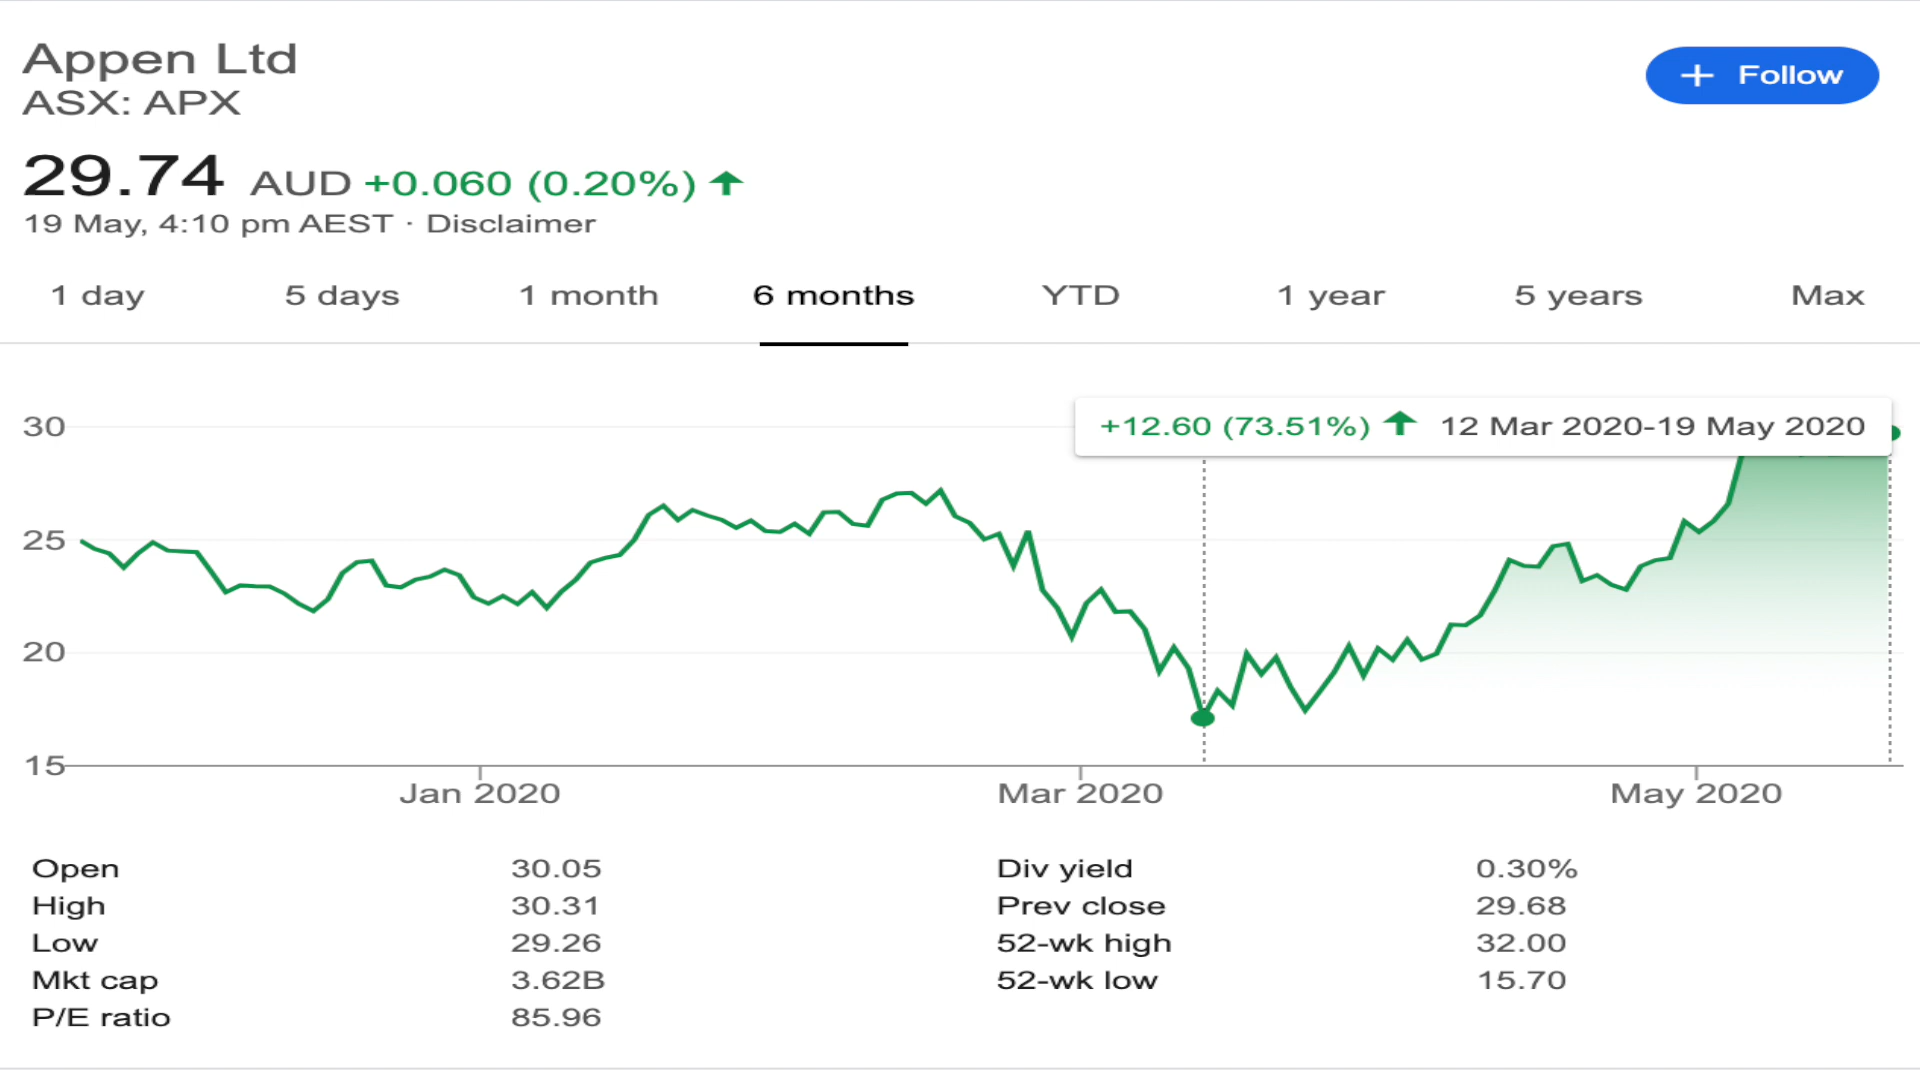 Appen Ltd
ASX: APX
+ Follow
29.74 AUD +0.060 (0.20%)
19 May, 4:10 pm AEST · Disclaimer
1 day 5 days 1 month 6 months YTD 1 year 5 years Max
+12.60 (73.51%) 12 Mar 2020-19 May 2020
30
25
20
15
Jan 2020 Mar 2020 May 2020
Open 30.05 Div yield 0.30%
High 30.31 Prev close 29.68
Low 29.26 52-wk high 32.00
Mkt cap 3.62B 52-wk low 15.70
P/E ratio 85.96